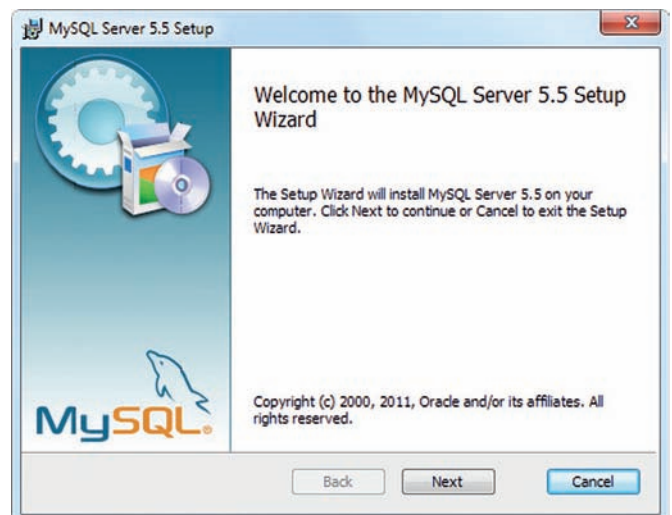 MySQL Server 5.5 Setup
Welcome to the MySQL Server 5.5 Setup
Wizard
The Setup Wizard will install MySQL Server 5.5 on your
computer. Click Next to continue or Cancel to exit the Setup
Wizard.
MySQL®
Copyright (c) 2000, 2011, Oracle and/or its affiliates. All
rights reserved.
Back Next Cancel